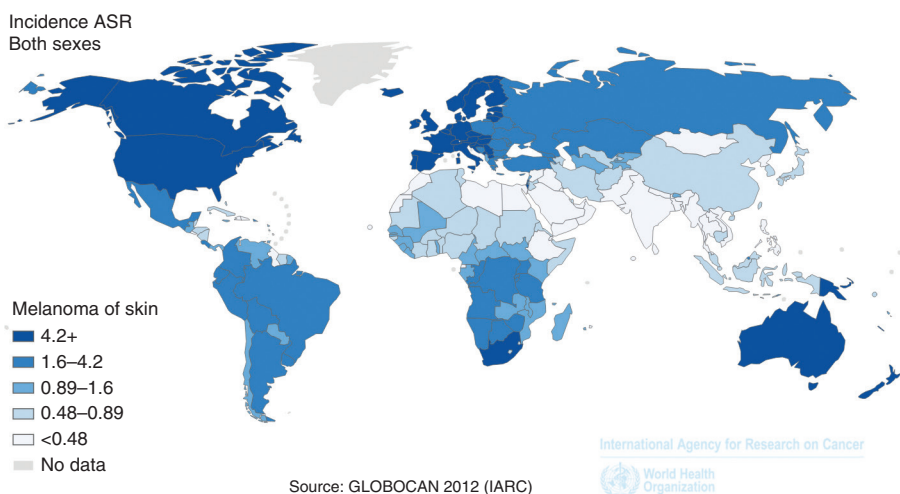 Incidence ASR
Both sexes
Melanoma of skin
4.2+
1.6–4.2
0.89–1.6
0.48–0.89
<0.48
No data
International Agency for Research on Cancer
World Health
Organization
Source: GLOBOCAN 2012 (IARC)